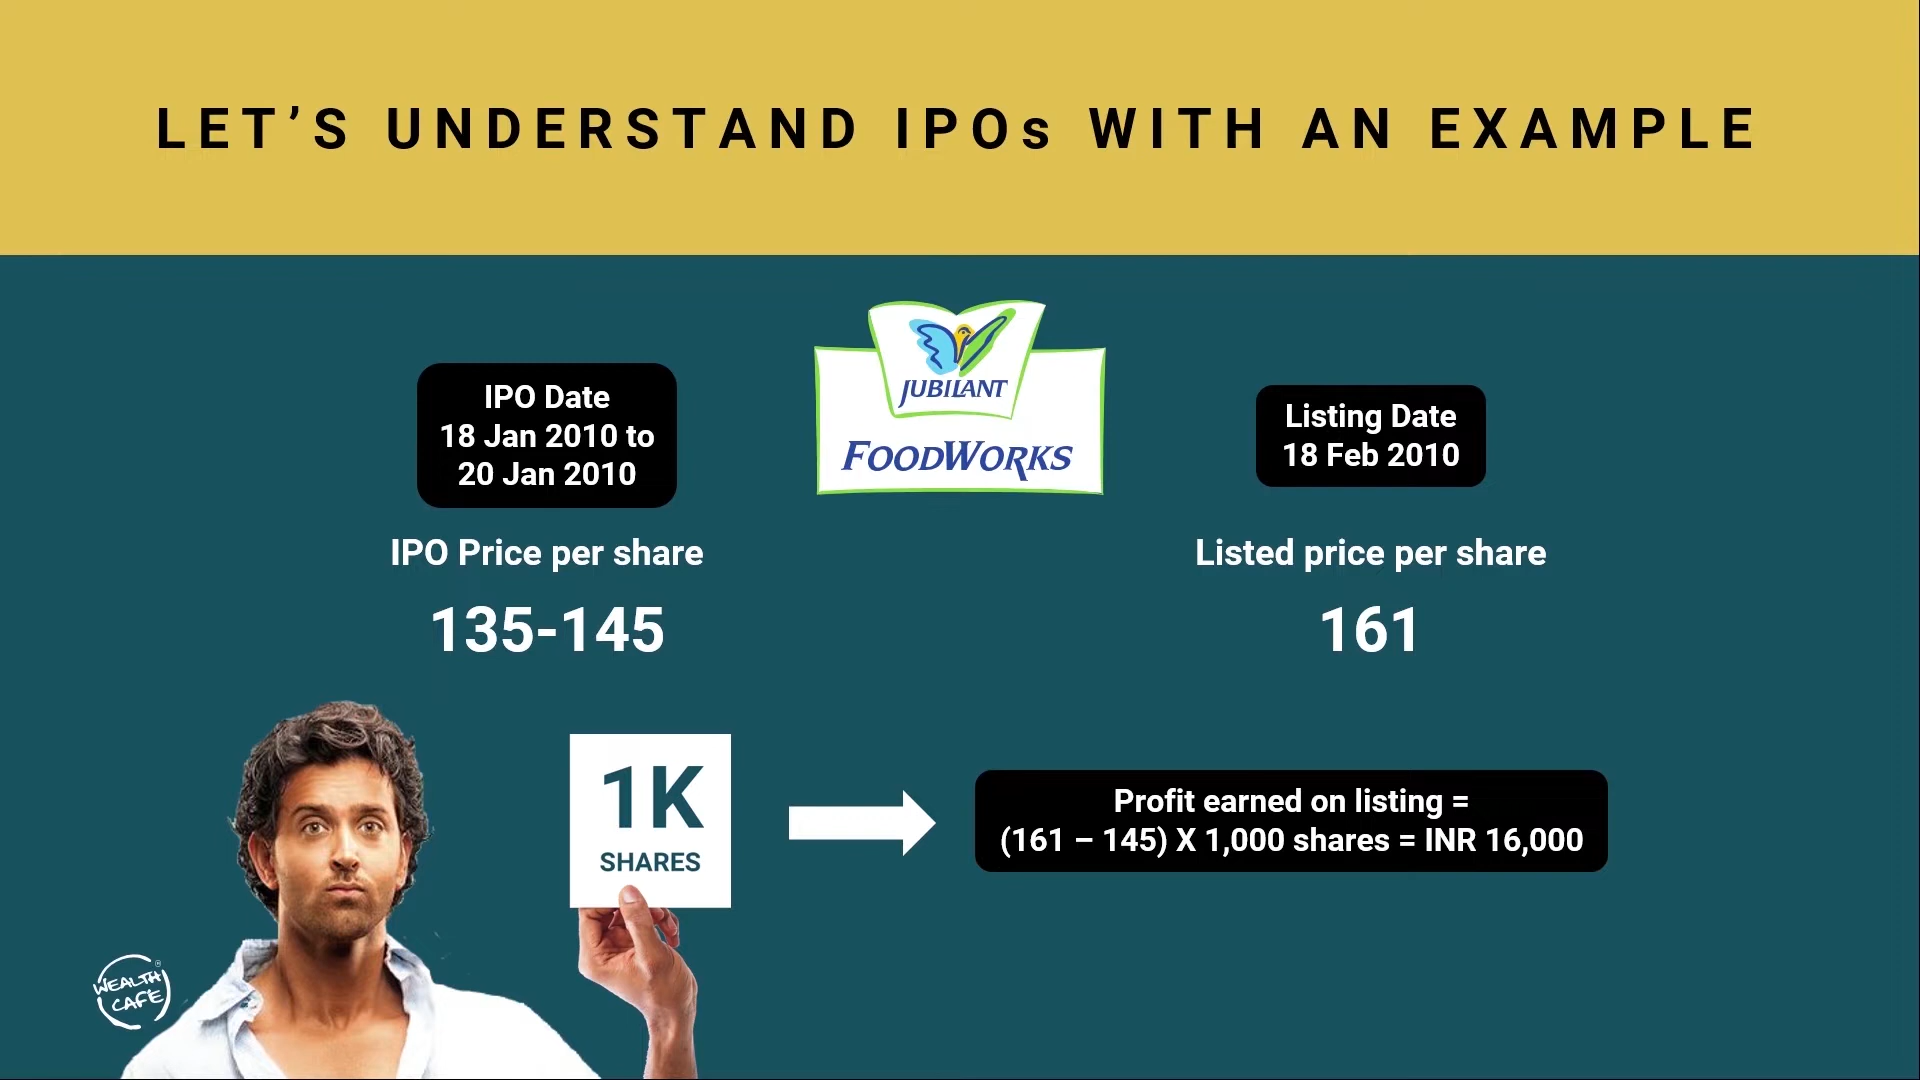 LET’S UNDERSTAND IPOs WITH AN EXAMPLE
JUBILANT
FOODWORKS
IPO Date
18 Jan 2010 to
20 Jan 2010
IPO Price per share
135-145
Listing Date
18 Feb 2010
Listed price per share
161
1K
SHARES
Profit earned on listing =
(161 – 145) X 1,000 shares = INR 16,000
WEALTH
CAFE
®